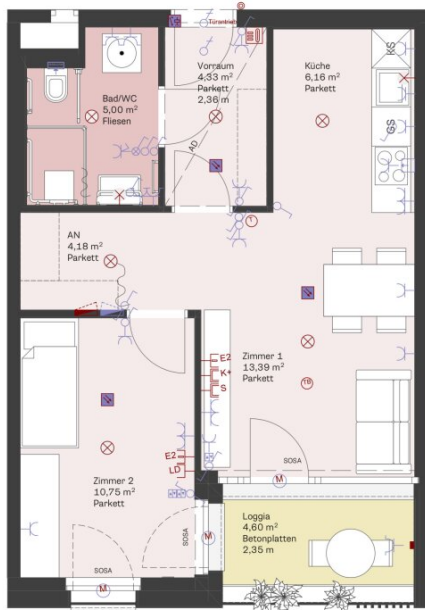 Türantrieb
Vorraum
4,33 m²
Parkett
2,36 m
Küche
6,16 m²
Parkett
KS
Bad/WC
5,00 m²
Fliesen
GS
AD
T
AN
4,18 m²
Parkett
Zimmer 1
13,39 m²
Parkett
E2
K+
S
TB
E2
LD
SOSA
M
Zimmer 2
10,75 m²
Parkett
Loggia
4,60 m²
Betonplatten
2,35 m
SOSA
M
SOSA
M